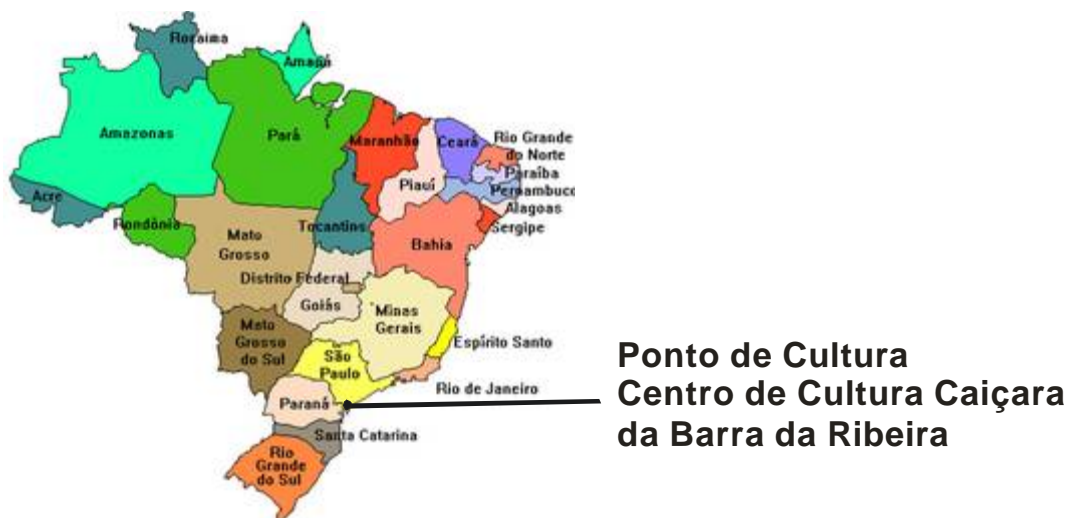 Roraima
Amapá
Amazonas
Pará
Maranhão
Ceará
Rio Grande
do Norte
Paraíba
Piauí
Pernambuco
Acre
Alagoas
Rondônia
Tocantins
Sergipe
Mato
Grosso
Bahia
Distrito Federal
Goiás
Minas
Gerais
Mato
Grosso
do Sul
Espírito Santo
São
Paulo
Rio de Janeiro
Paraná
Santa Catarina
Rio
Grande
do Sul
Ponto de Cultura
Centro de Cultura Caiçara
da Barra da Ribeira